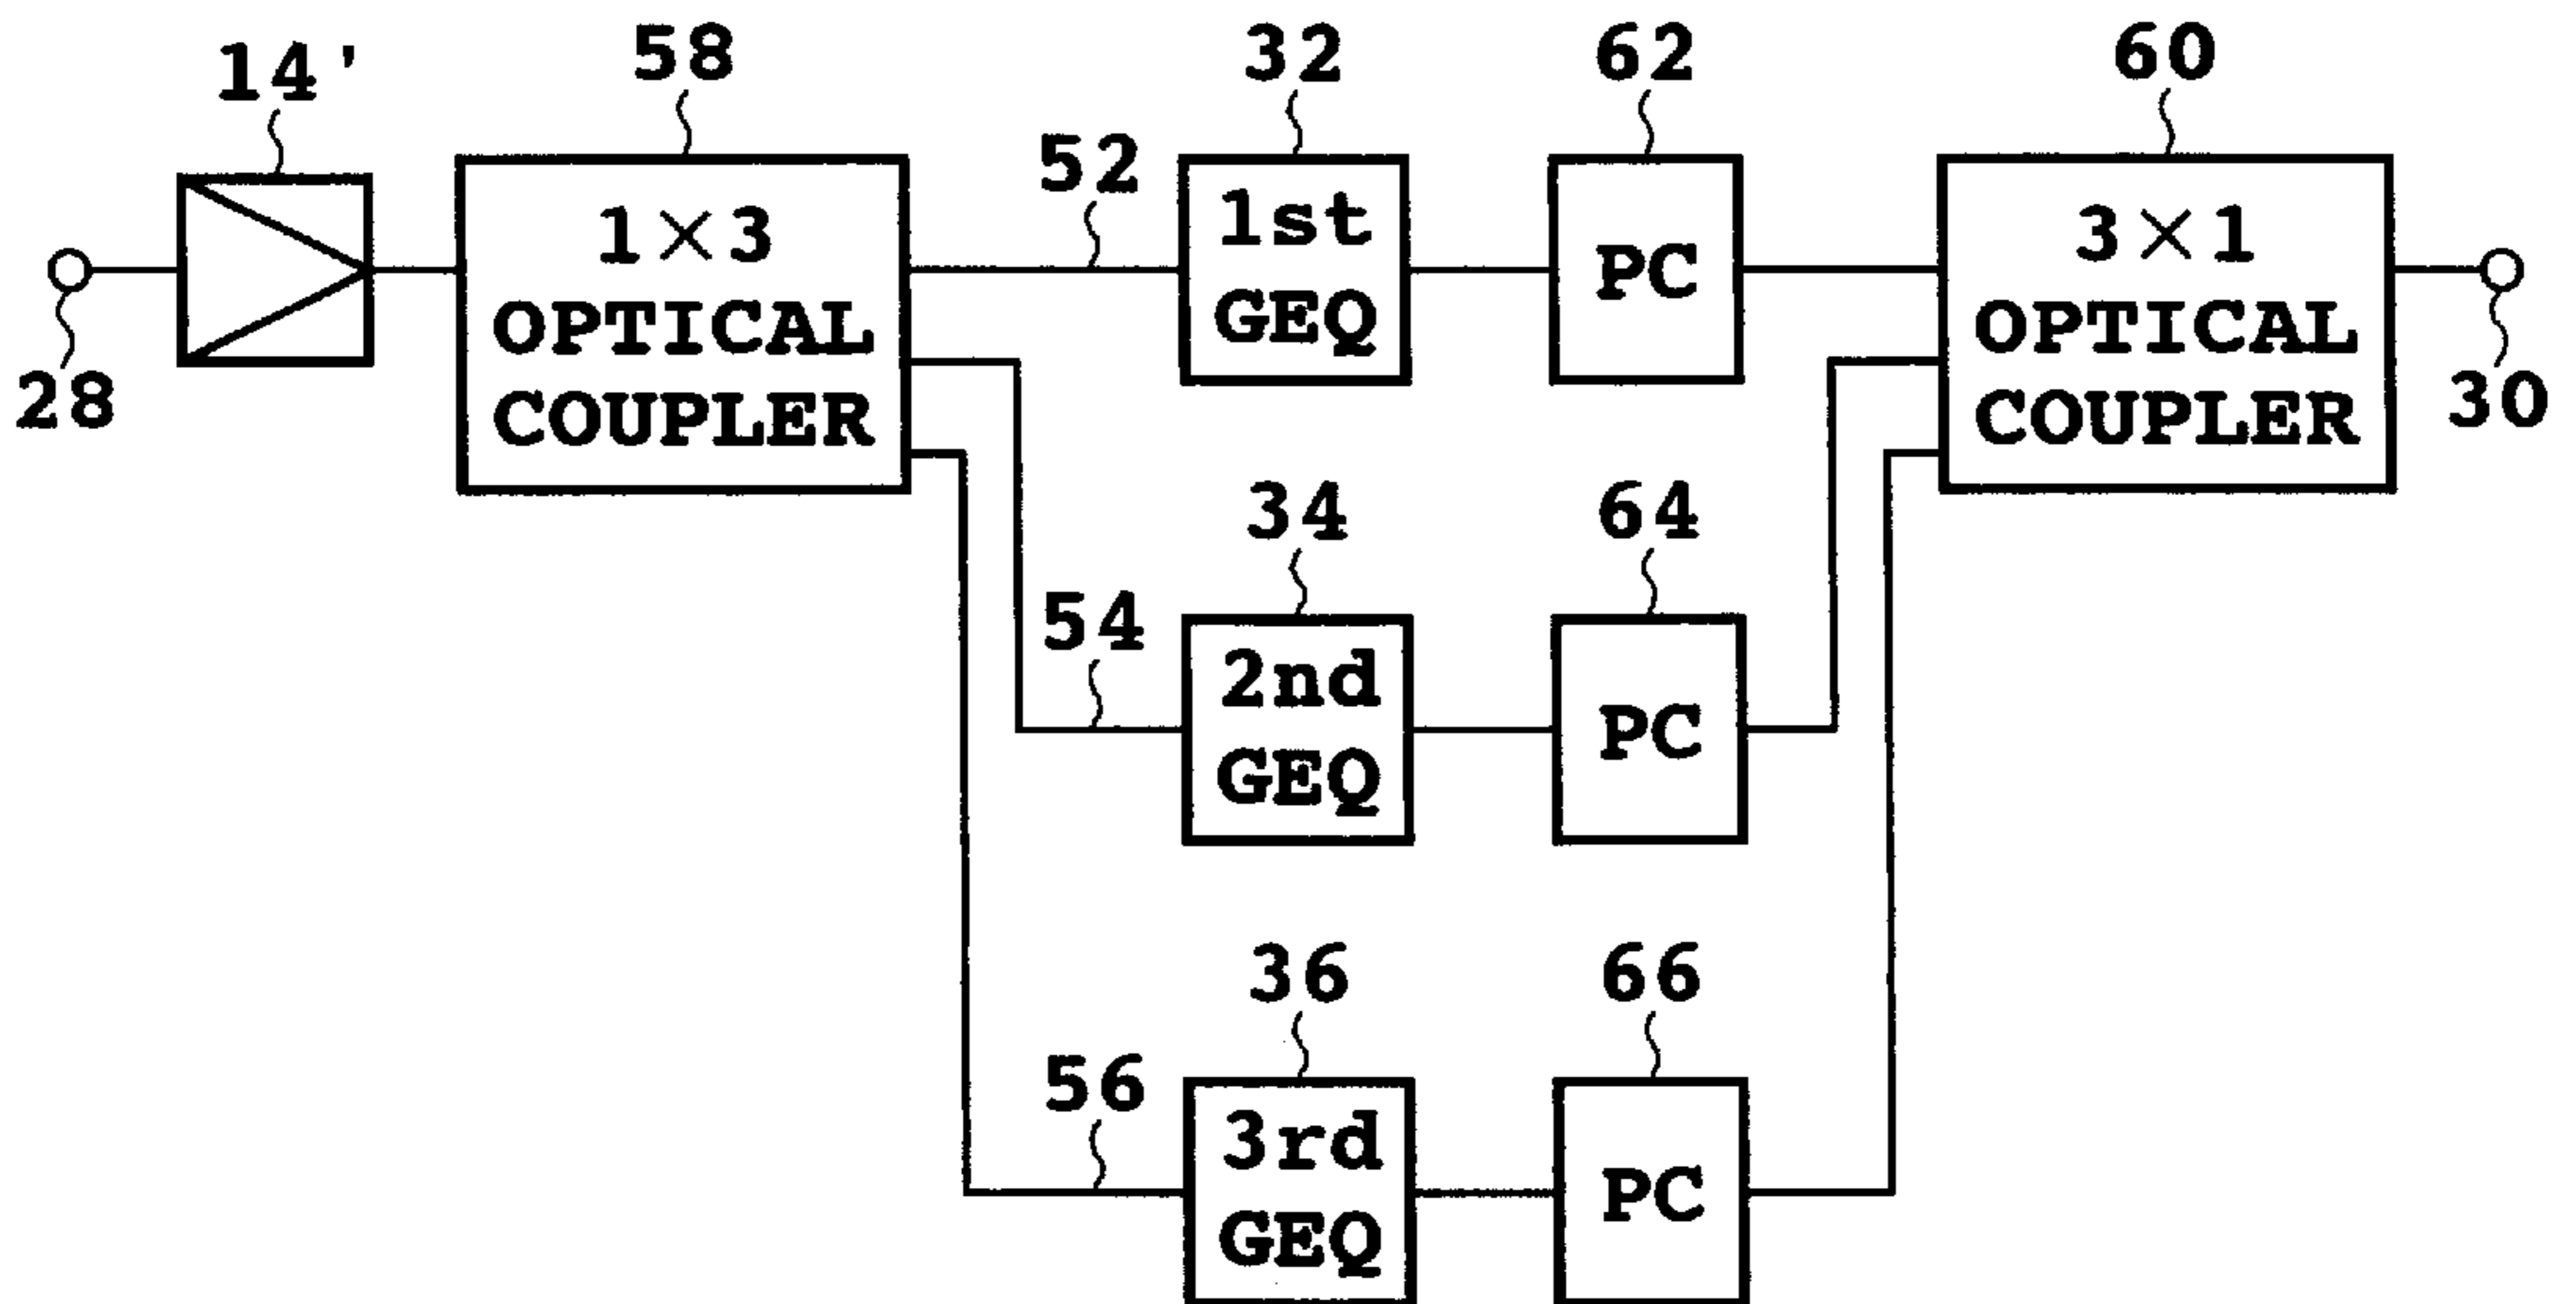 14'
58
32
62
60
28
1×3
OPTICAL
COUPLER
52
1st
GEQ
PC
3×1
OPTICAL
COUPLER
30
34
64
54
2nd
GEQ
PC
36
66
56
3rd
GEQ
PC